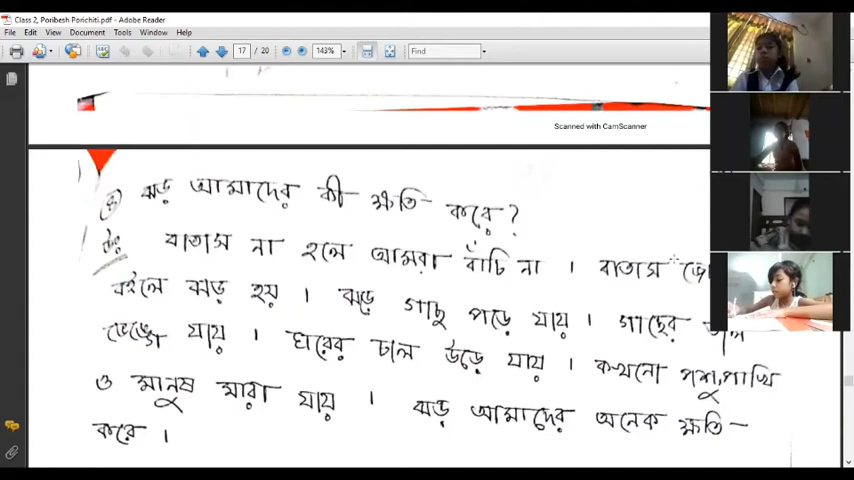 Class 2, Poribesh Porichiti.pdf - Adobe Reader
File Edit View Document Tools Window Help
17 / 20 143% Find
Scanned with CamScanner
ঝড় আমাদের কী ক্ষতি করে?
উঃ বাতাস না হলে আমরা বাঁচি না । বাতাস
বইলে ঝড় হয় । ঝড়ে গাছ পড়ে যায় । গাছের ডাল
ভেঙ্গে যায় । ঘরের চাল উড়ে যায় । কখনো পশু,পাখি
ও মানুষ মারা যায় । ঝড় আমাদের অনেক ক্ষতি
করে ।